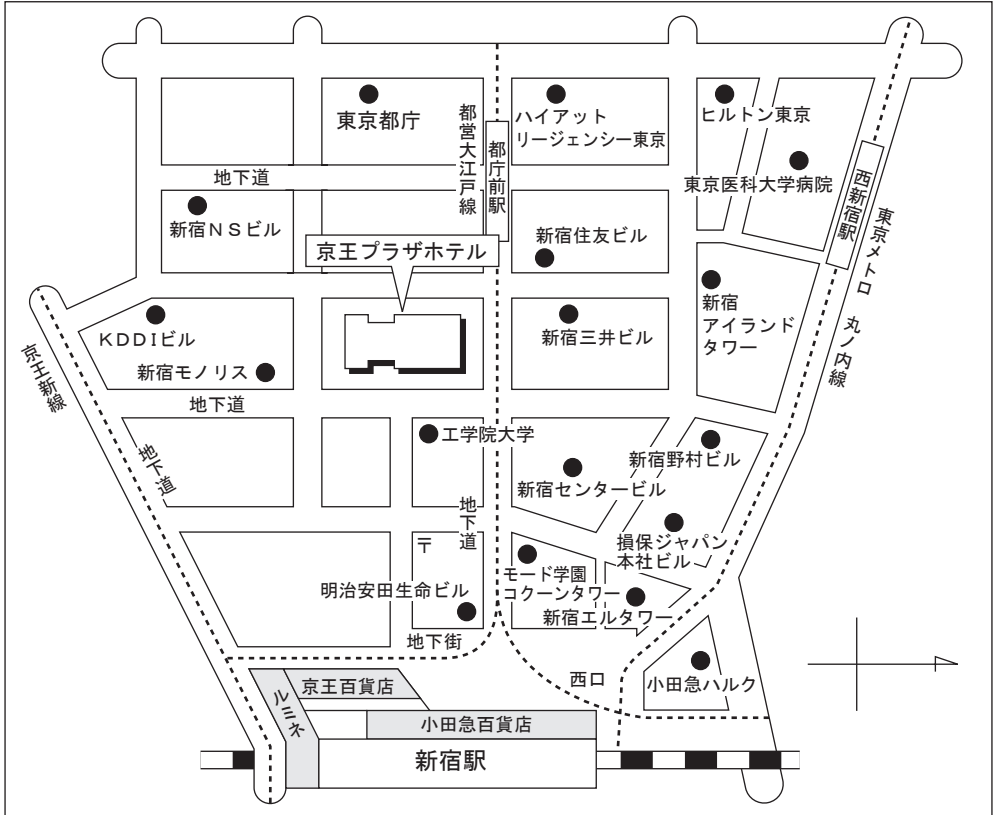 東京都庁
都営大江戸線
都庁前駅
ハイアット
リージェンシー東京
ヒルトン東京
東京医科大学病院
西新宿駅
東京メトロ 丸ノ内線
地下道
新宿NSビル
京王プラザホテル
新宿住友ビル
新宿
アイランド
タワー
KDDIビル
新宿三井ビル
新宿モノリス
京王新線
地下道
地下道
工学院大学
新宿野村ビル
新宿センタービル
地下道
〒
損保ジャパン
本社ビル
モード学園
コクーンタワー
明治安田生命ビル
新宿エルタワー
地下街
西口
小田急ハルク
京王百貨店
ルミネ
小田急百貨店
新宿駅